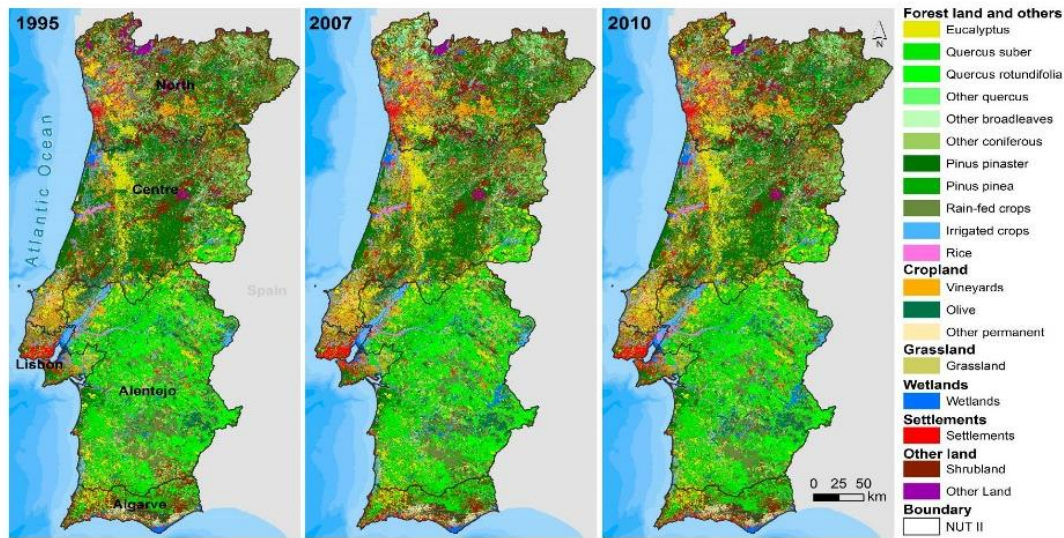 1995
2007
2010
N
North
Centre
Atlantic Ocean
Spain
Lisbon
Alentejo
Algarve
0 25 50
km
Forest land and others
Eucalyptus
Quercus suber
Quercus rotundifolia
Other quercus
Other broadleaves
Other coniferous
Pinus pinaster
Pinus pinea
Rain-fed crops
Irrigated crops
Rice
Cropland
Vineyards
Olive
Other permanent
Grassland
Grassland
Wetlands
Wetlands
Settlements
Settlements
Other land
Shrubland
Other Land
Boundary
NUT II